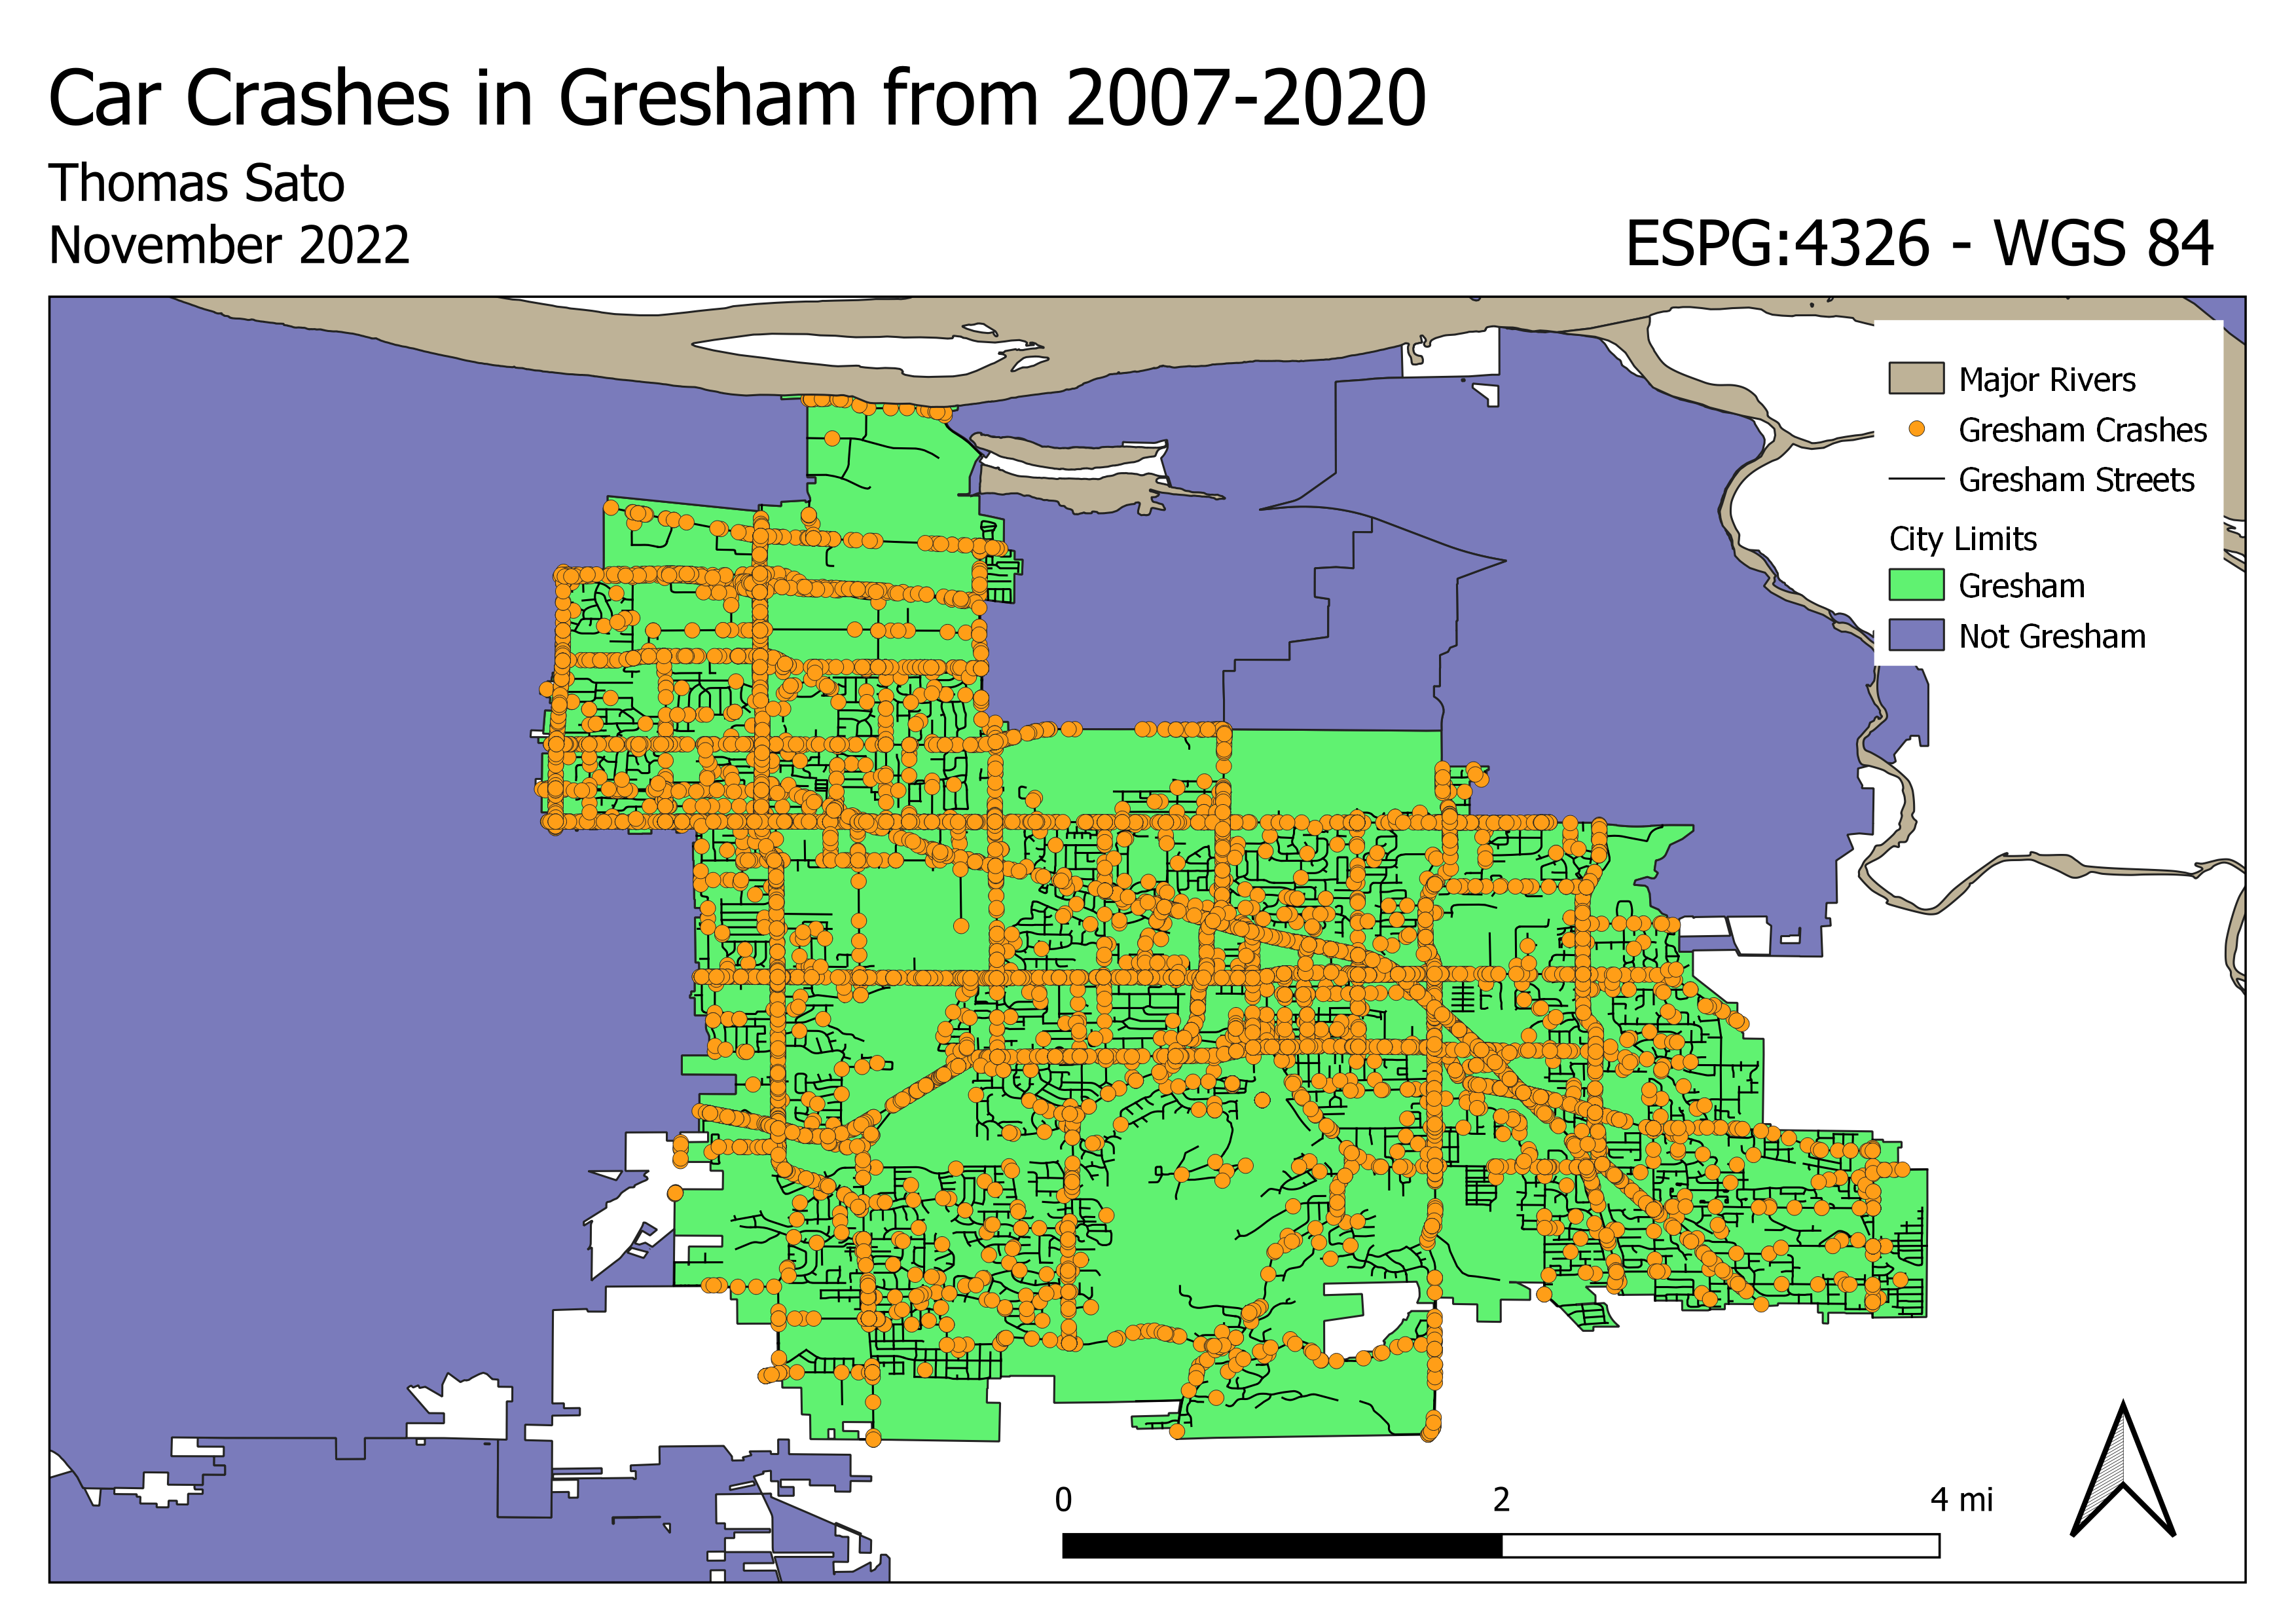 Car Crashes in Gresham from 2007-2020
Thomas Sato
November 2022
ESPG:4326 - WGS 84
Major Rivers
Gresham Crashes
Gresham Streets
City Limits
Gresham
Not Gresham
0 2 4 mi